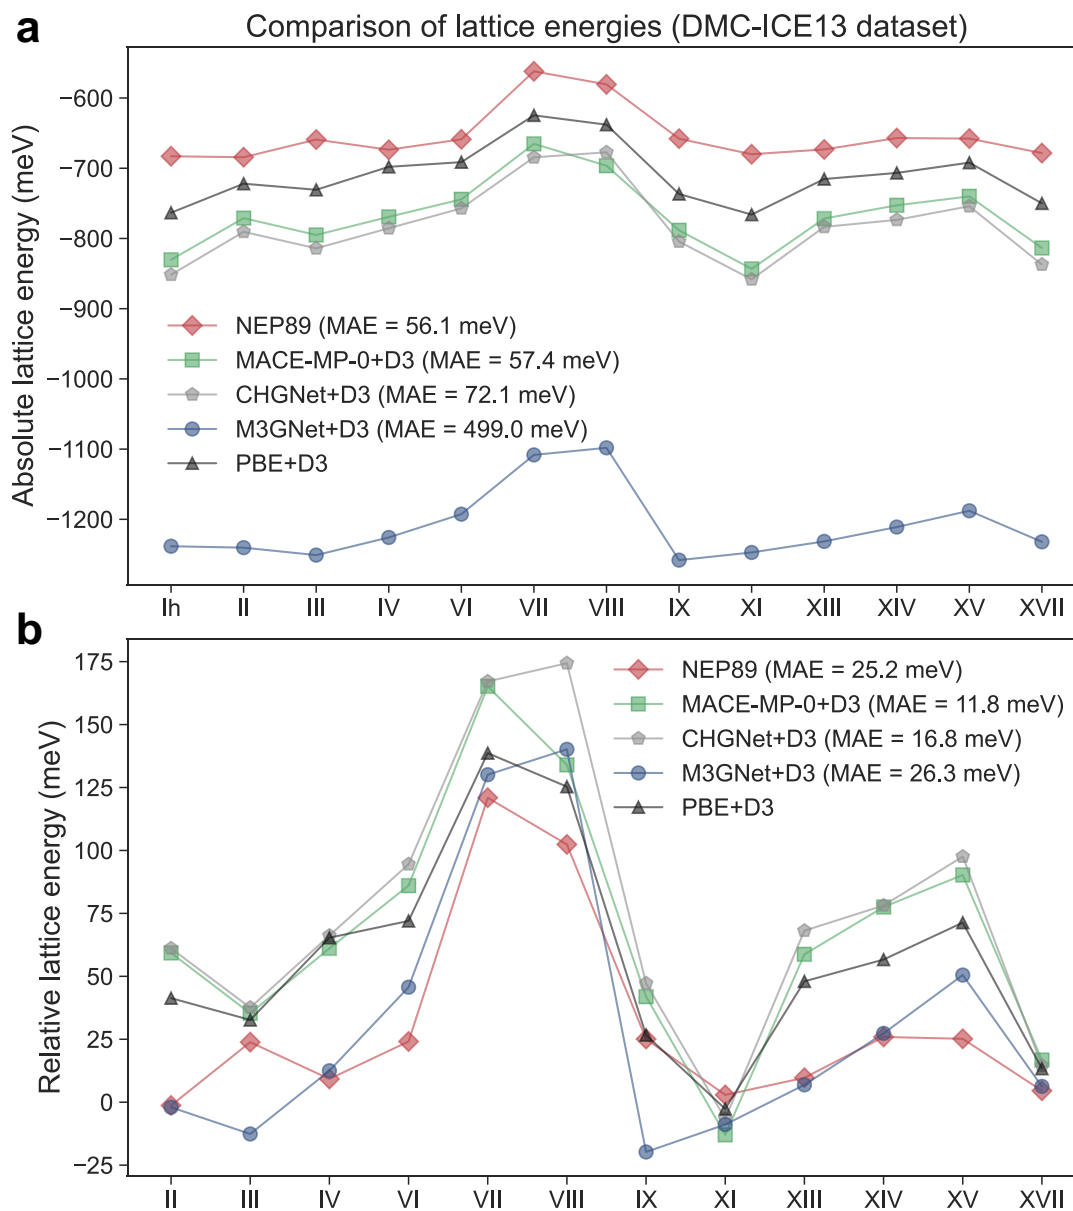 a
Comparison of lattice energies (DMC-ICE13 dataset)
Absolute lattice energy (meV)
−600
−700
−800
−900
−1000
−1100
−1200
NEP89 (MAE = 56.1 meV)
MACE-MP-0+D3 (MAE = 57.4 meV)
CHGNet+D3 (MAE = 72.1 meV)
M3GNet+D3 (MAE = 499.0 meV)
PBE+D3
Ih II III IV VI VII VIII IX XI XIII XIV XV XVII
b
Relative lattice energy (meV)
175
150
125
100
75
50
25
0
−25
NEP89 (MAE = 25.2 meV)
MACE-MP-0+D3 (MAE = 11.8 meV)
CHGNet+D3 (MAE = 16.8 meV)
M3GNet+D3 (MAE = 26.3 meV)
PBE+D3
II III IV VI VII VIII IX XI XIII XIV XV XVII